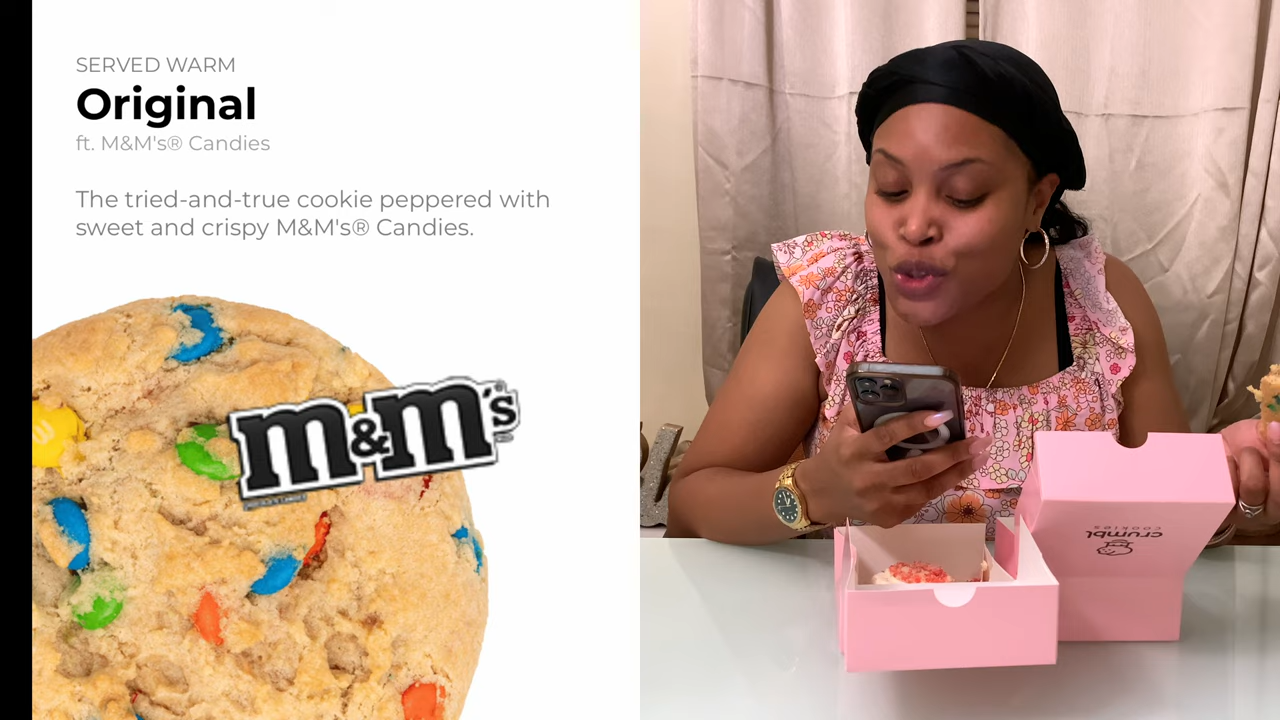 SERVED WARM
Original
ft. M&M's® Candies
The tried-and-true cookie peppered with
sweet and crispy M&M's® Candies.
m&m's®
crumbl
cookies